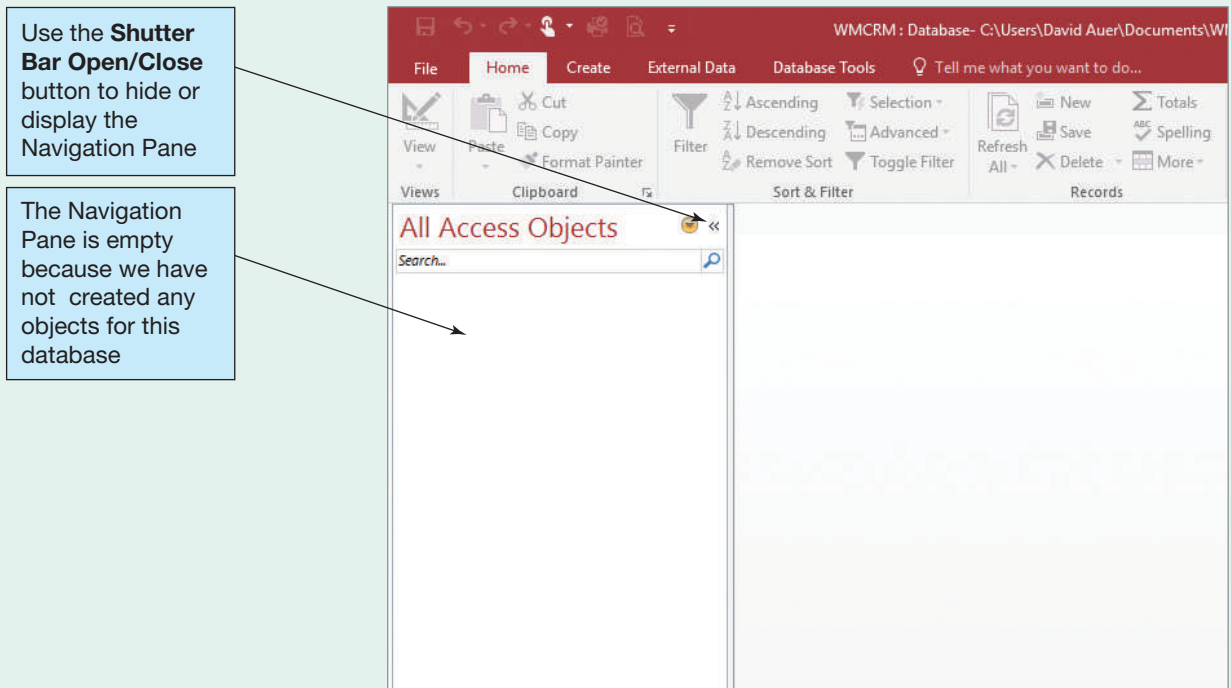 Use the Shutter
Bar Open/Close
button to hide or
display the
Navigation Pane
The Navigation
Pane is empty
because we have
not created any
objects for this
database
WMCRM : Database- C:\Users\David Auer\Documents\WI
File Home Create External Data Database Tools Tell me what you want to do...
View
Paste
Cut
Copy
Format Painter
Filter
Ascending
Descending
Remove Sort
Selection
Advanced
Toggle Filter
Refresh
All
New
Save
Delete
Totals
Spelling
More
Views Clipboard Sort & Filter Records
All Access Objects
Search...